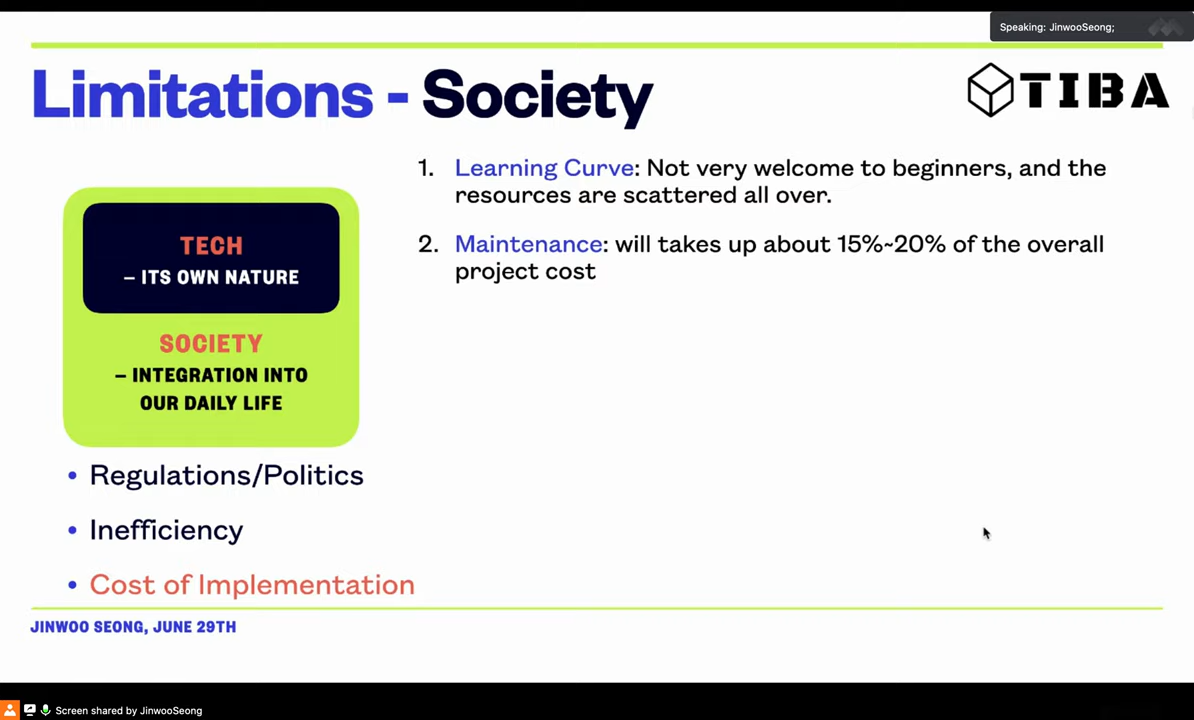 Speaking: JinwooSeong;
Limitations - Society
TIBA
TECH
– ITS OWN NATURE
SOCIETY
– INTEGRATION INTO
OUR DAILY LIFE
• Regulations/Politics
• Inefficiency
• Cost of Implementation
1. Learning Curve: Not very welcome to beginners, and the
resources are scattered all over.
2. Maintenance: will takes up about 15%~20% of the overall
project cost
JINWOO SEONG, JUNE 29TH
Screen shared by JinwooSeong